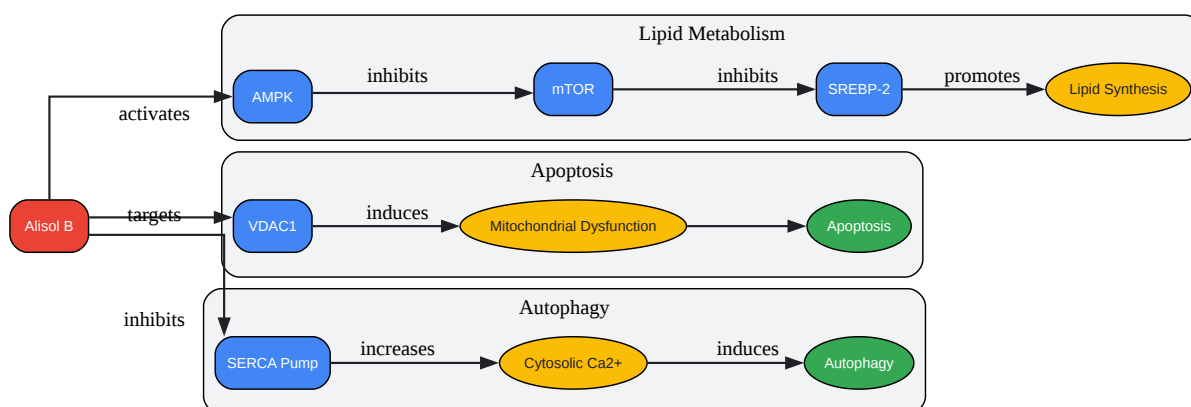 Lipid Metabolism
AMPK
inhibits
mTOR
inhibits
SREBP-2
promotes
Lipid Synthesis
activates
Apoptosis
Alisol B
targets
VDAC1
induces
Mitochondrial Dysfunction
Apoptosis
Autophagy
inhibits
SERCA Pump
increases
Cytosolic Ca2+
induces
Autophagy